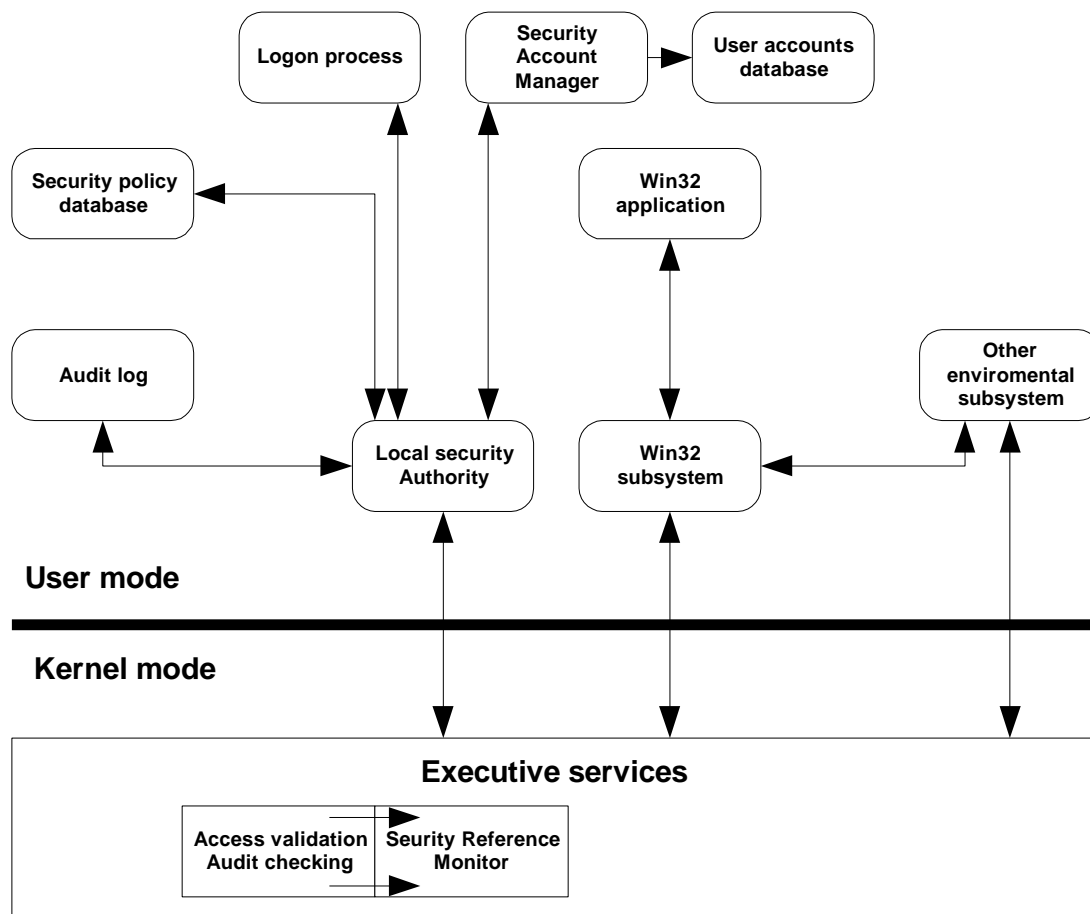 Logon process
Security
Account
Manager
User accounts
database
Security policy
database
Win32
application
Audit log
Other
enviromental
subsystem
Local security
Authority
Win32
subsystem
User mode
Kernel mode
Executive services
Access validation
Audit checking
Seurity Reference
Monitor